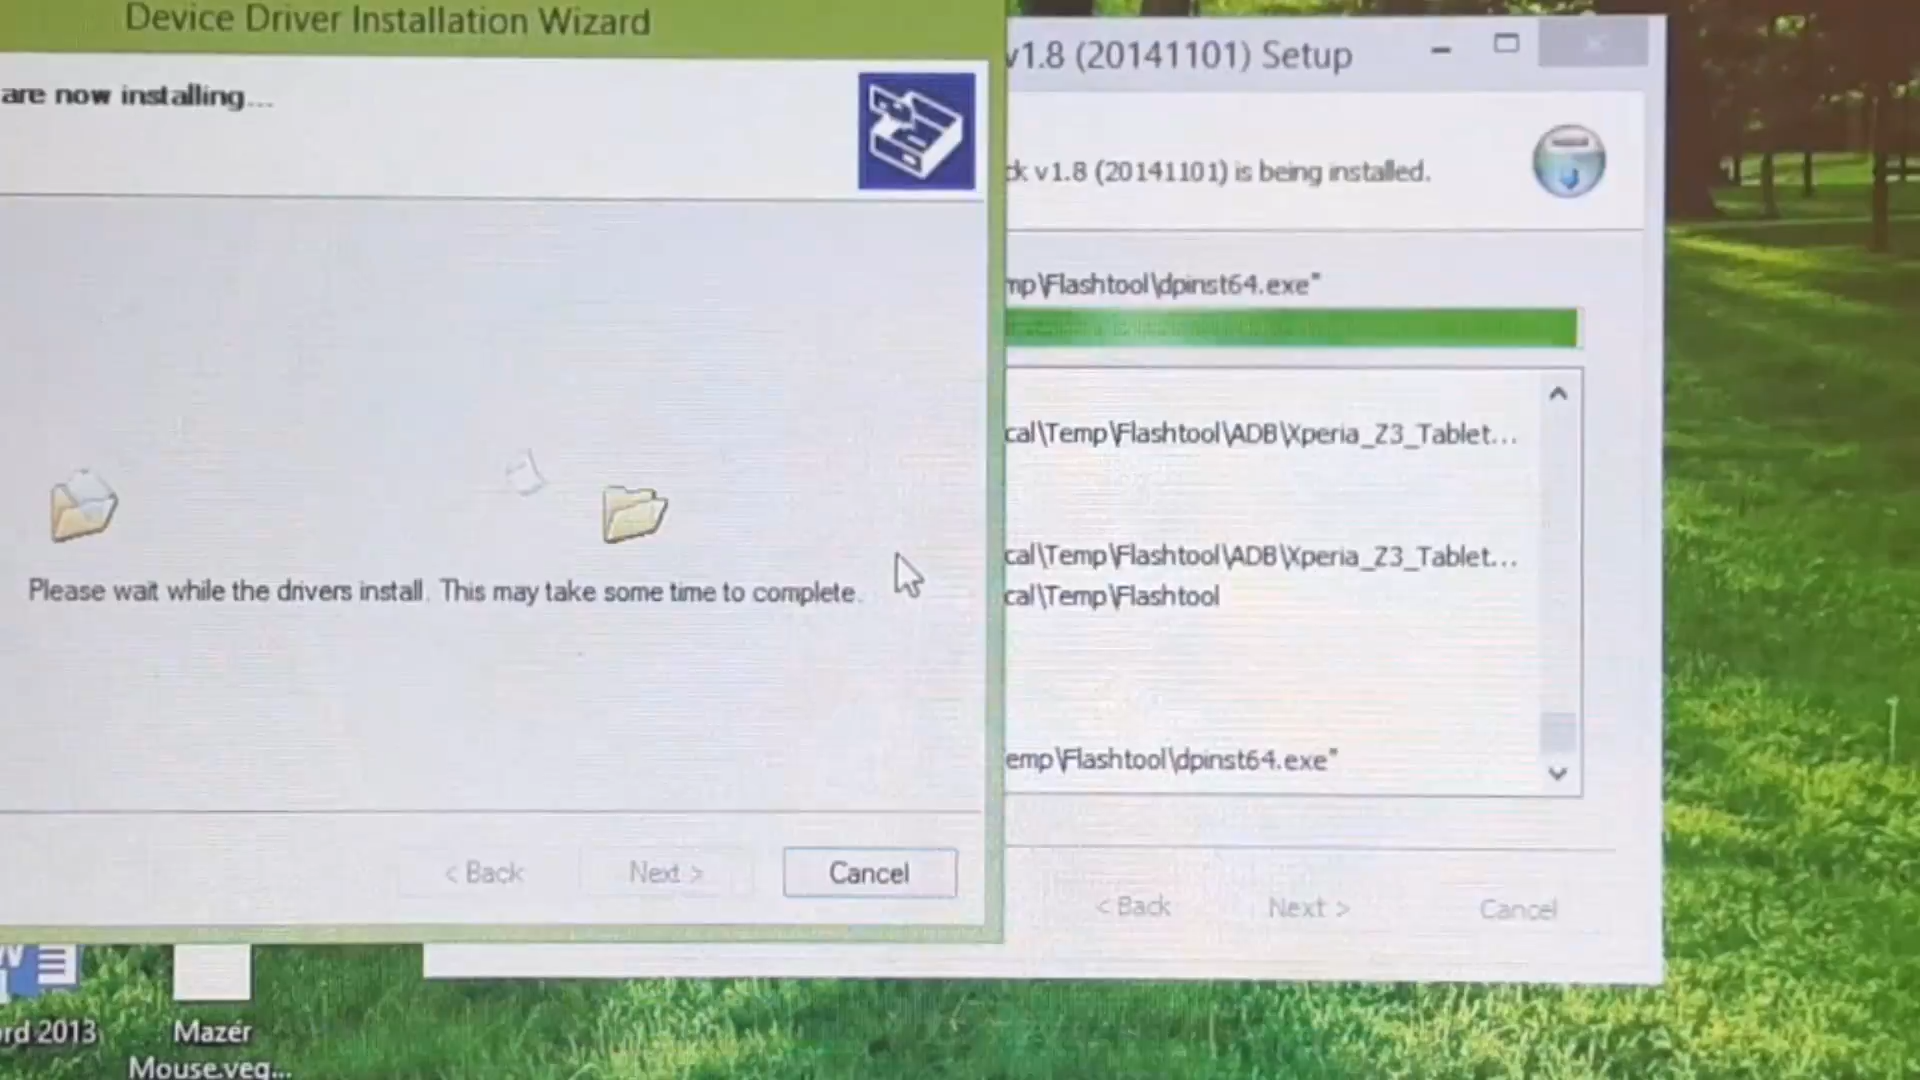 Device Driver Installation Wizard
are now installing...
Please wait while the drivers install. This may take some time to complete.
< Back
Next >
Cancel
v1.8 (20141101) Setup
ck v1.8 (20141101) is being installed.
mp\Flashtool\dpinst64.exe"
cal\Temp\Flashtool\ADB\Xperia_Z3_Tablet...
cal\Temp\Flashtool\ADB\Xperia_Z3_Tablet...
cal\Temp\Flashtool
emp\Flashtool\dpinst64.exe"
< Back
Next >
Cancel
rd 2013
Mazér
Mouse.veg...